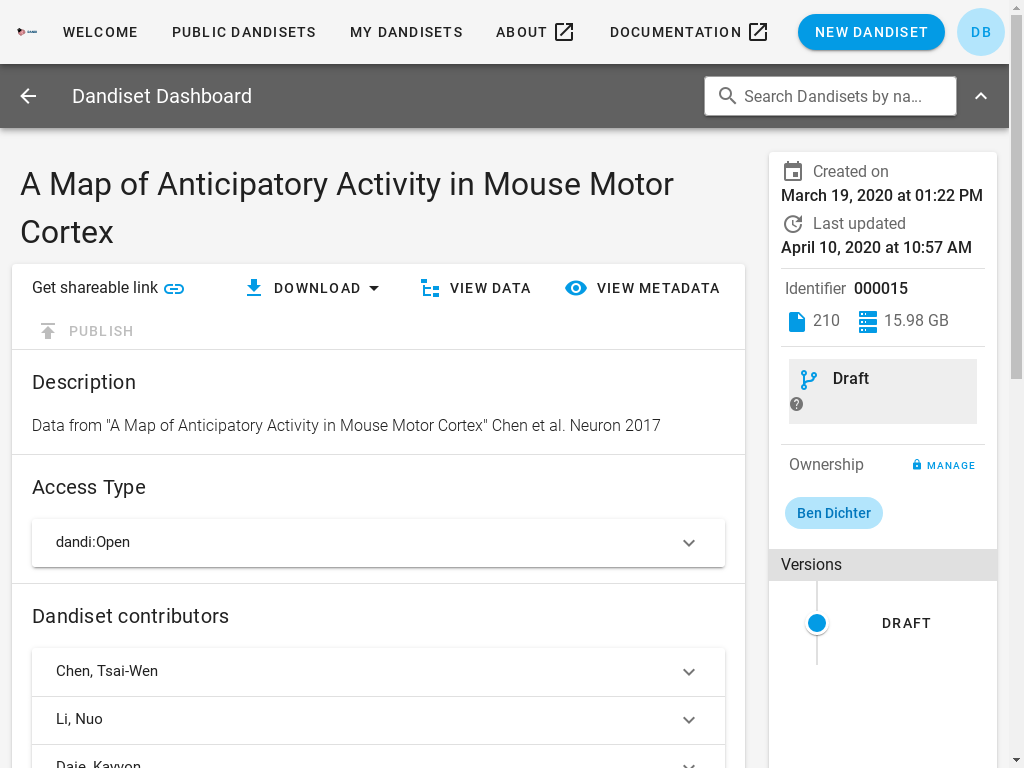 WELCOME PUBLIC DANDISETS MY DANDISETS ABOUT DOCUMENTATION NEW DANDISET DB
Dandiset Dashboard Search Dandisets by na...
A Map of Anticipatory Activity in Mouse Motor
Cortex
Get shareable link DOWNLOAD VIEW DATA VIEW METADATA
PUBLISH
Description
Data from "A Map of Anticipatory Activity in Mouse Motor Cortex" Chen et al. Neuron 2017
Access Type
dandi:Open
Dandiset contributors
Chen, Tsai-Wen
Li, Nuo
Daie, Kayvon
Created on
March 19, 2020 at 01:22 PM
Last updated
April 10, 2020 at 10:57 AM
Identifier 000015
210 15.98 GB
Draft
Ownership MANAGE
Ben Dichter
Versions
DRAFT